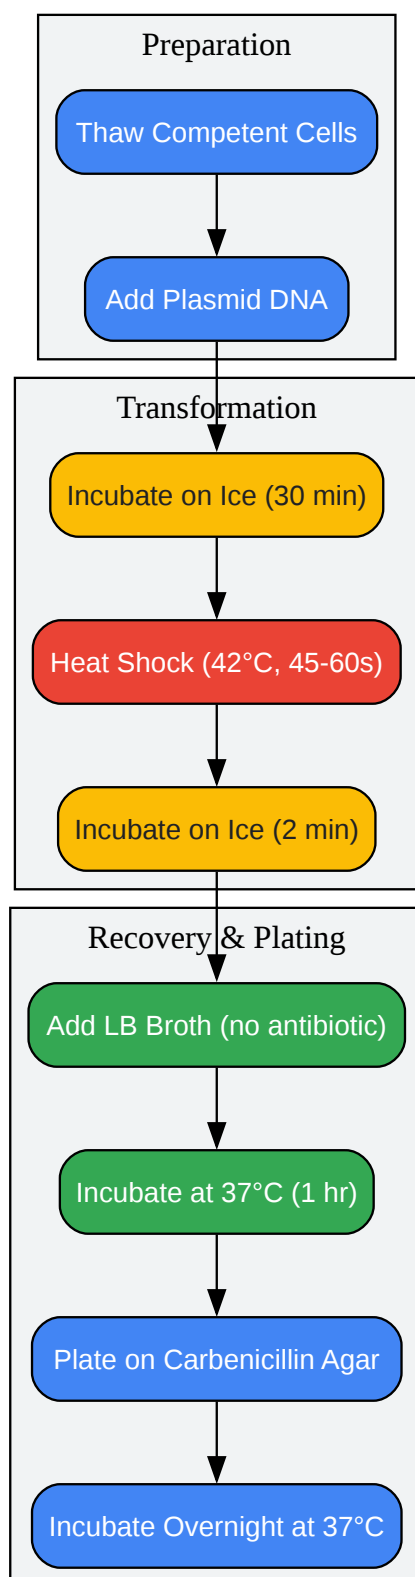 Preparation
Thaw Competent Cells
Add Plasmid DNA
Transformation
Incubate on Ice (30 min)
Heat Shock (42°C, 45-60s)
Incubate on Ice (2 min)
Recovery & Plating
Add LB Broth (no antibiotic)
Incubate at 37°C (1 hr)
Plate on Carbenicillin Agar
Incubate Overnight at 37°C